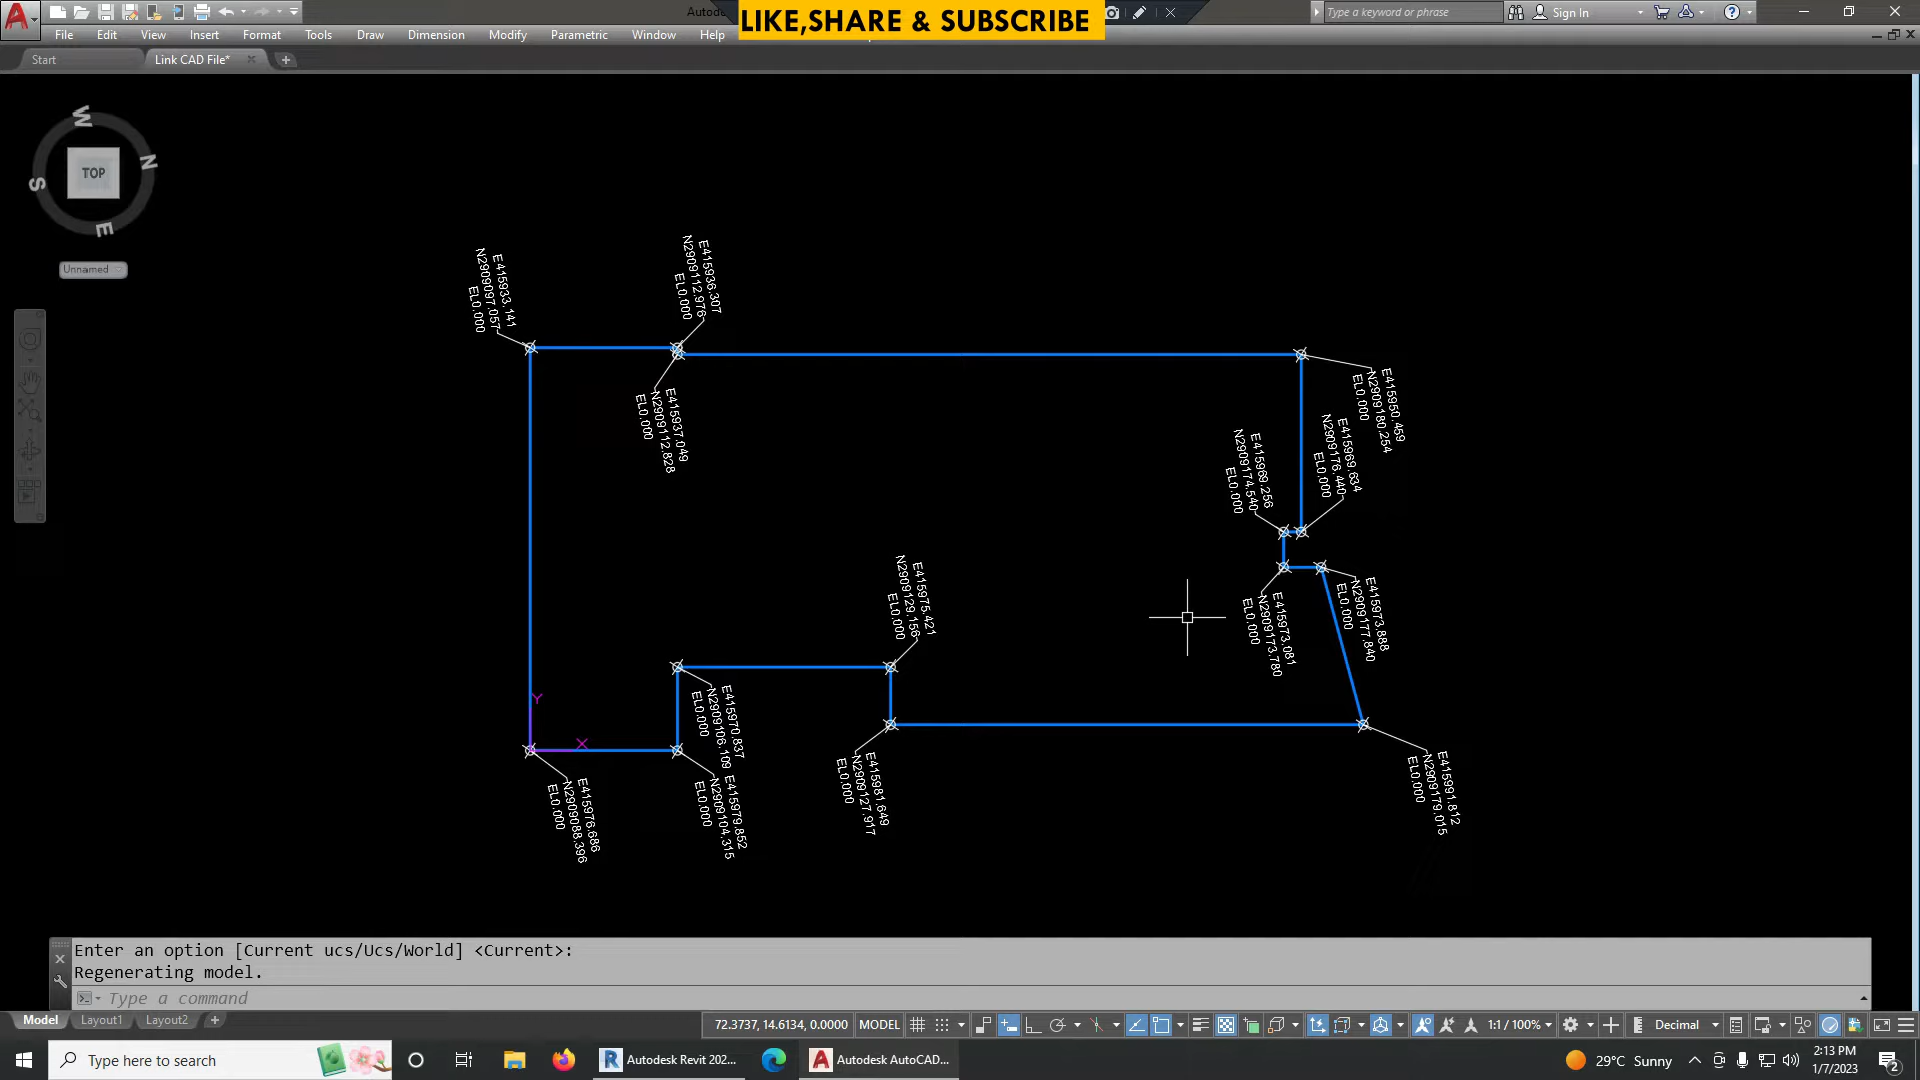 Autode
LIKE,SHARE & SUBSCRIBE
Type a keyword or phrase
Sign In
File Edit View Insert Format Tools Draw Dimension Modify Parametric Window Help
Start
Link CAD File*
W
N
S
E
TOP
Unnamed
E415933.141
N2909097.057
EL0.000
E415936.307
N2909112.976
EL0.000
E415937.049
N2909112.828
EL0.000
E415950.459
N2909180.254
EL0.000
E415969.256
N2909174.540
EL0.000
E415969.634
N2909176.440
EL0.000
E415973.081
N2909173.780
EL0.000
E415973.888
N2909177.840
EL0.000
E415975.421
N2909129.156
EL0.000
E415970.837
N2909106.109
EL0.000
Y
X
E415976.686
N2909088.396
EL0.000
E415979.852
N2909104.315
EL0.000
E415981.649
N2909127.917
EL0.000
E415991.812
N2909179.015
EL0.000
Enter an option [Current ucs/Ucs/World] <Current>:
Regenerating model.
Type a command
Model Layout1 Layout2
72.3737, 14.6134, 0.0000 MODEL
1:1 / 100%
Decimal
Type here to search
Autodesk Revit 202...
Autodesk AutoCAD...
29°C Sunny
2:13 PM
1/7/2023
2